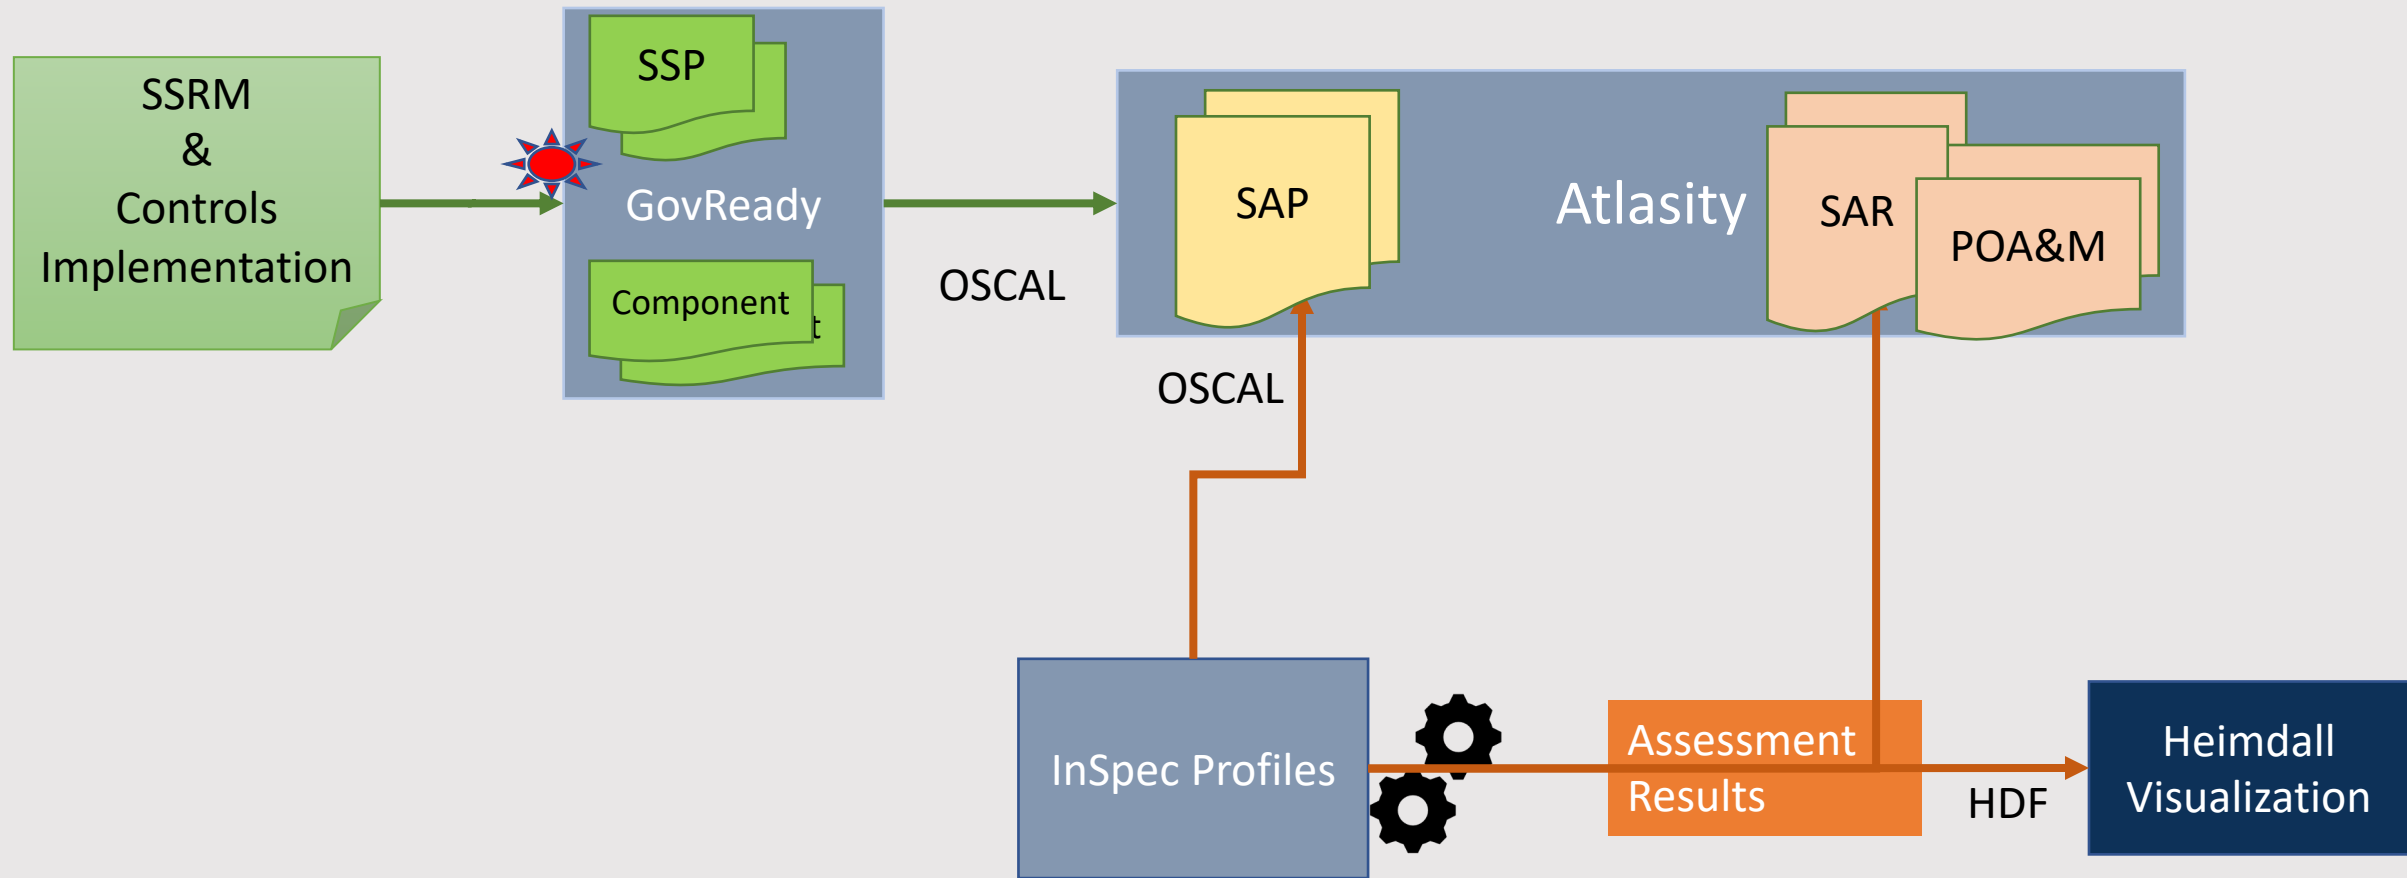 SSRM
&
Controls
Implementation
SSP
GovReady
Component
t
OSCAL
SAP
Atlasity
SAR
POA&M
OSCAL
InSpec Profiles
Assessment
Results
HDF
Heimdall
Visualization